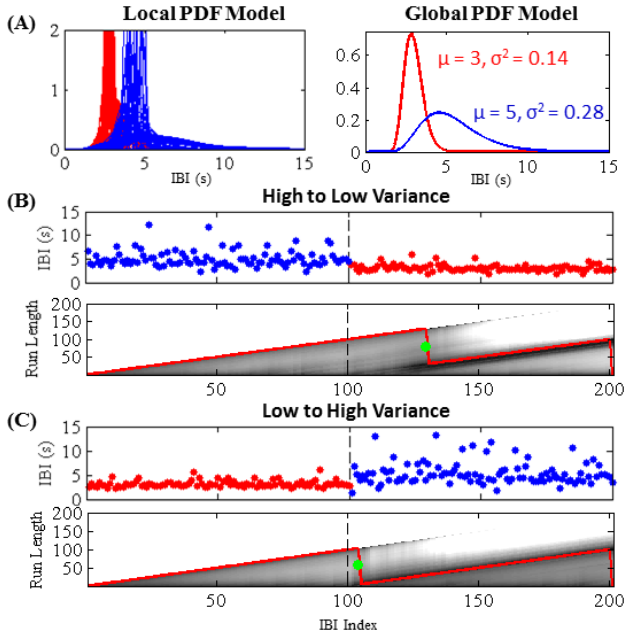 (A) Local PDF Model Global PDF Model
2
1
0
0 5 10 15
IBI (s)
0.6
0.4
0.2
0
0 5 10 15
IBI (s)
μ = 3, σ² = 0.14
μ = 5, σ² = 0.28
(B) High to Low Variance
IBI (s)
15
10
5
0
Run Length
200
150
100
50
50 100 150 200
(C) Low to High Variance
IBI (s)
15
10
5
0
Run Length
200
150
100
50
50 100 150 200
IBI Index